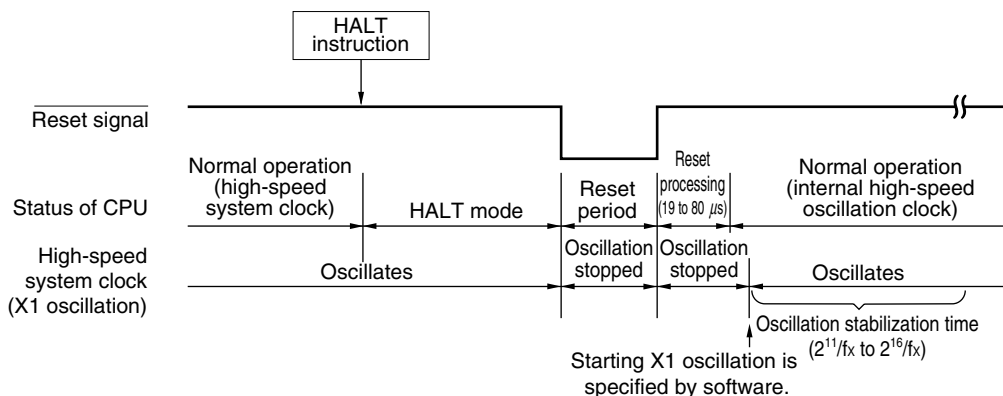 HALT
instruction
Reset signal
Normal operation
(high-speed
system clock)
HALT mode
Reset
period
Reset
processing
(19 to 80 μs)
Normal operation
(internal high-speed
oscillation clock)
Status of CPU
High-speed
system clock
(X1 oscillation)
Oscillates
Oscillation
stopped
Oscillation
stopped
Oscillates
Oscillation stabilization time
(2¹¹/fx to 2¹⁶/fx)
Starting X1 oscillation is
specified by software.